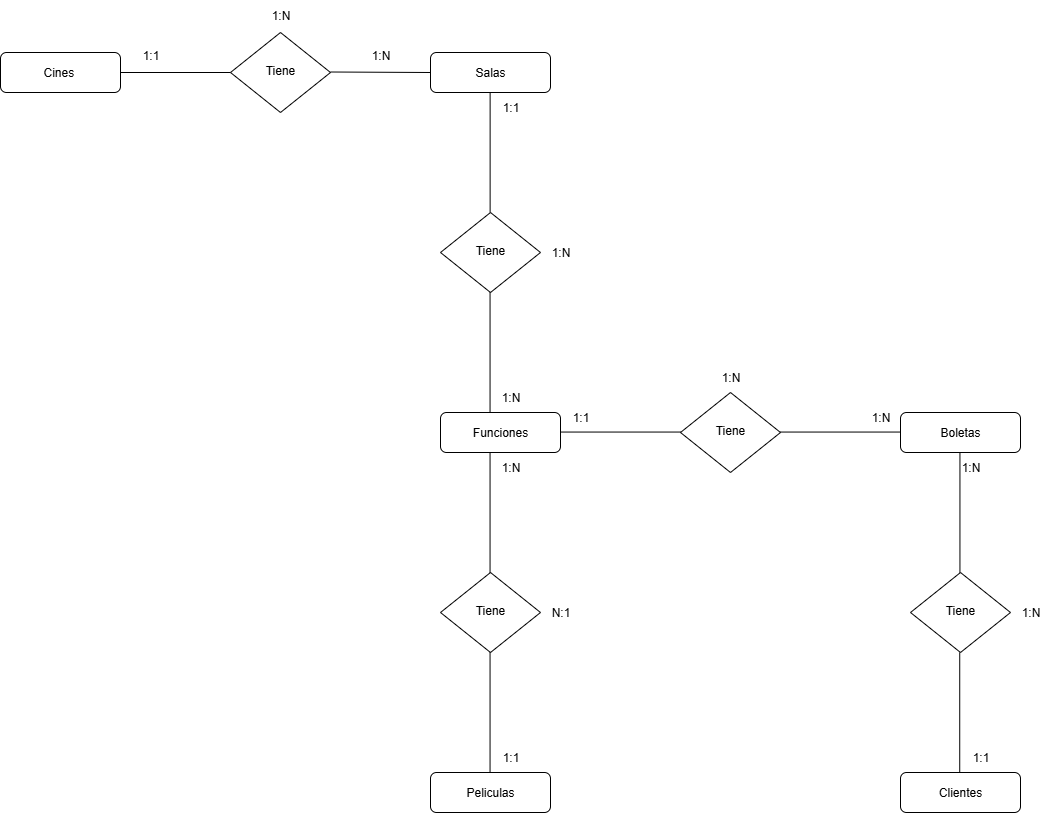 1:N
1:1
1:N
Cines
Tiene
Salas
1:1
Tiene
1:N
1:N
1:N
Funciones
1:1
Tiene
1:N
Boletas
1:N
1:N
Tiene
N:1
Tiene
1:N
1:1
1:1
Peliculas
Clientes